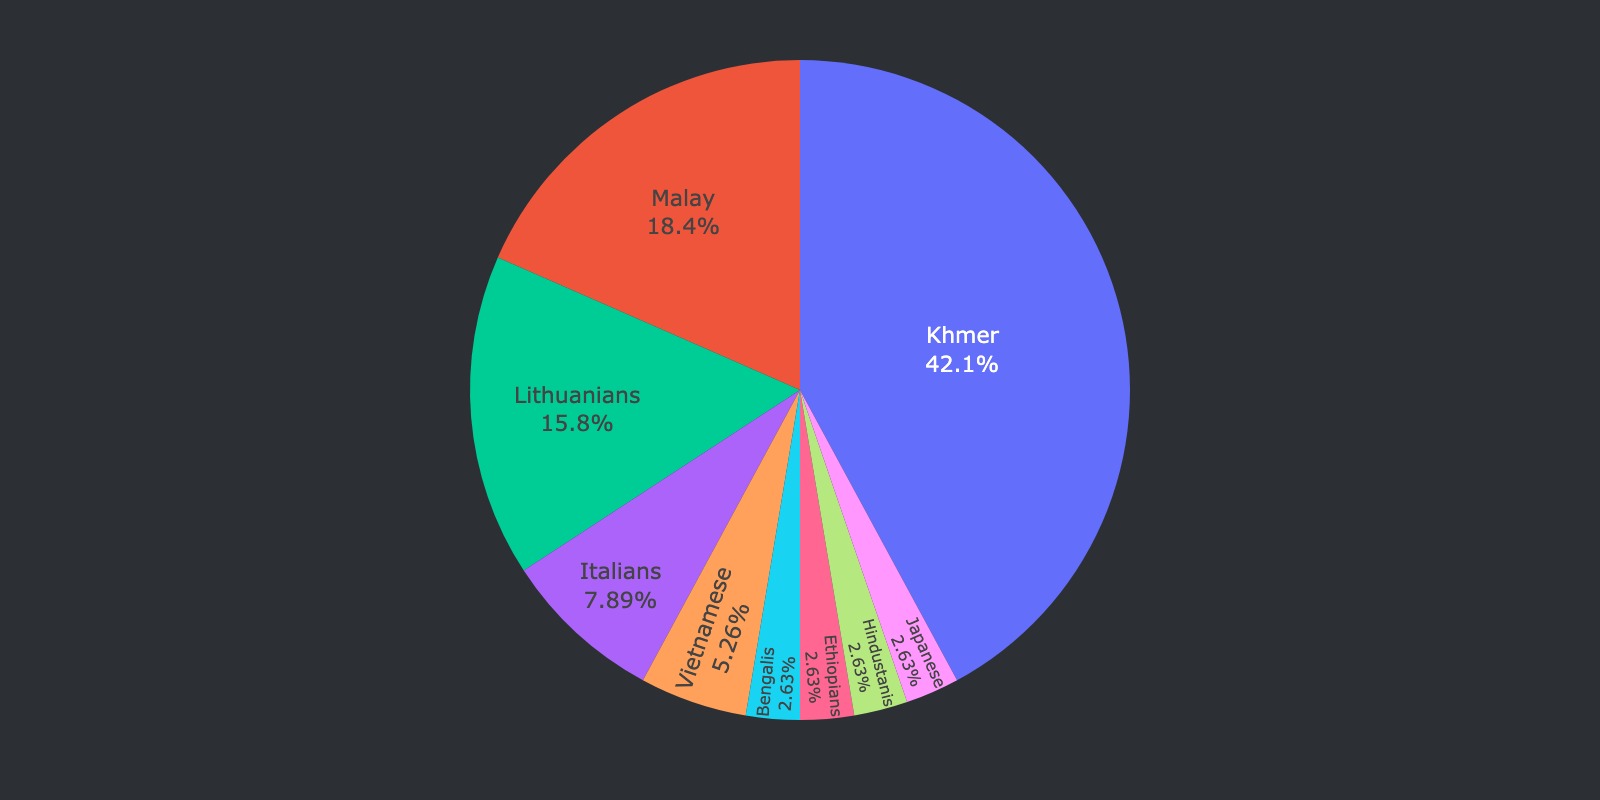 Khmer
42.1%
Malay
18.4%
Lithuanians
15.8%
Italians
7.89%
Vietnamese
5.26%
Bengalis
2.63%
Ethiopians
2.63%
Hindustanis
2.63%
Japanese
2.63%